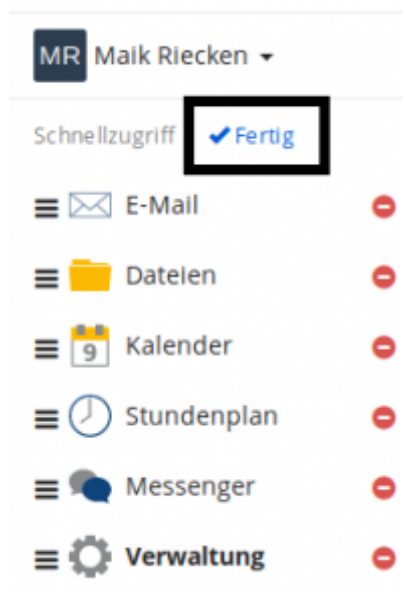 MR Maik Riecken
Schnellzugriff Fertig
E-Mail
Dateien
9 Kalender
Stundenplan
Messenger
Verwaltung